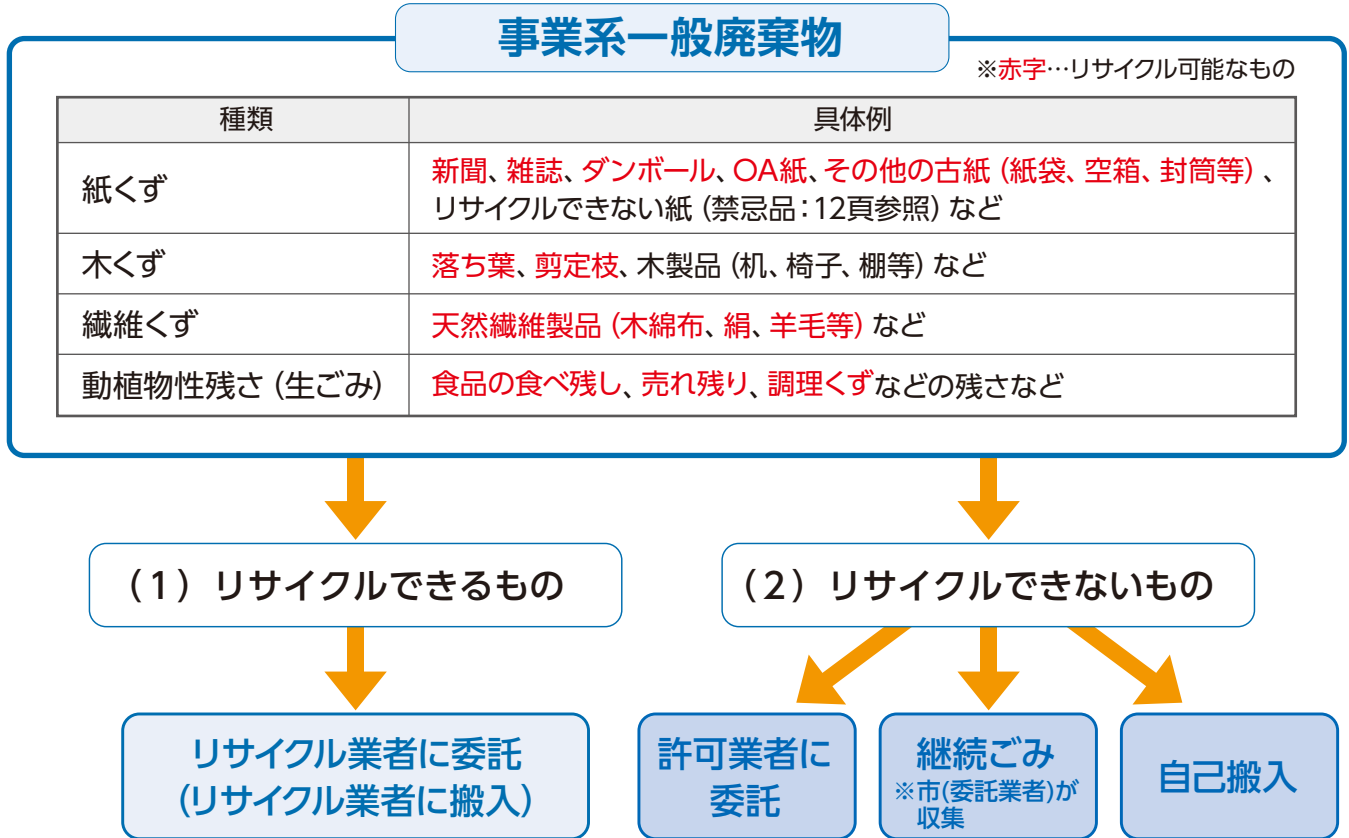 事業系一般廃棄物
※赤字…リサイクル可能なもの
種類 具体例
紙くず 新聞、雑誌、ダンボール、OA紙、その他の古紙（紙袋、空箱、封筒等）、
リサイクルできない紙（禁忌品：12頁参照）など
木くず 落ち葉、剪定枝、木製品（机、椅子、棚等）など
繊維くず 天然繊維製品（木綿布、絹、羊毛等）など
動植物性残さ（生ごみ） 食品の食べ残し、売れ残り、調理くずなどの残さなど
（1）リサイクルできるもの
（2）リサイクルできないもの
リサイクル業者に委託
（リサイクル業者に搬入）
許可業者に
委託
継続ごみ
※市(委託業者)が
収集
自己搬入